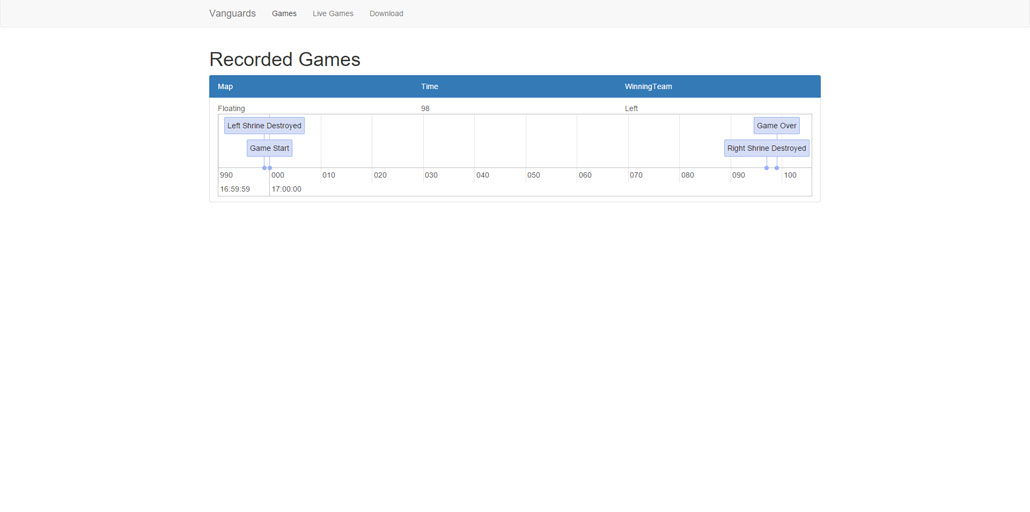 Vanguards Games Live Games Download
Recorded Games
Map Time WinningTeam
Floating 98 Left
Left Shrine Destroyed Game Over
Game Start Right Shrine Destroyed
990 000 010 020 030 040 050 060 070 080 090 100
16:59:59 17:00:00